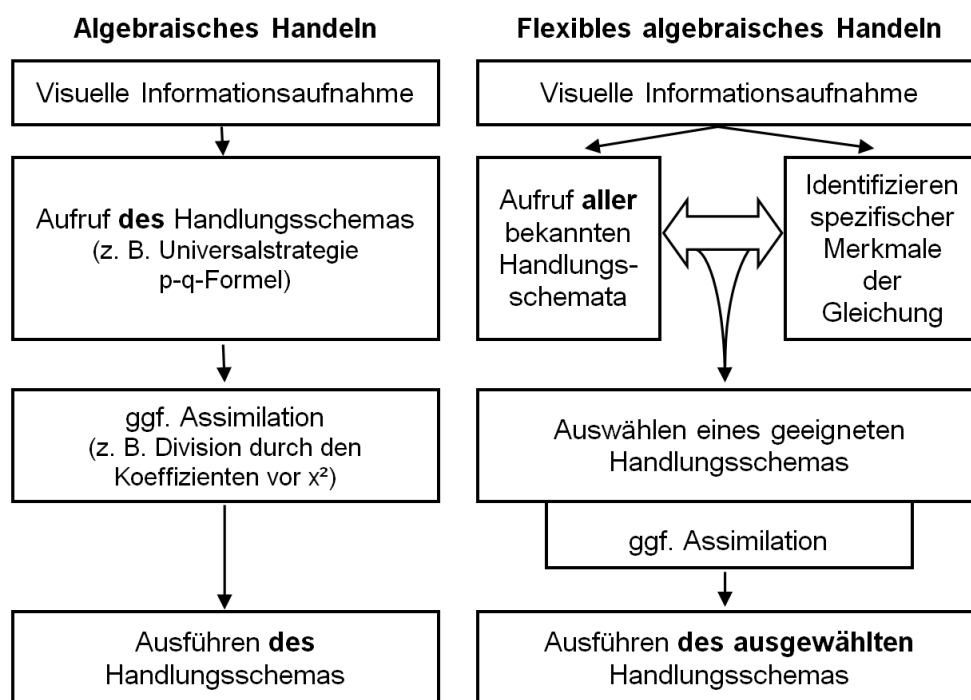 Algebraisches Handeln
Visuelle Informationsaufnahme
Aufruf des Handlungsschemas
(z. B. Universalstrategie
p-q-Formel)
ggf. Assimilation
(z. B. Division durch den
Koeffizienten vor x²)
Ausführen des
Handlungsschemas
Flexibles algebraisches Handeln
Visuelle Informationsaufnahme
Aufruf aller
bekannten
Handlungs-
schemata
Identifizieren
spezifischer
Merkmale
der
Gleichung
Auswählen eines geeigneten
Handlungsschemas
ggf. Assimilation
Ausführen des ausgewählten
Handlungsschemas